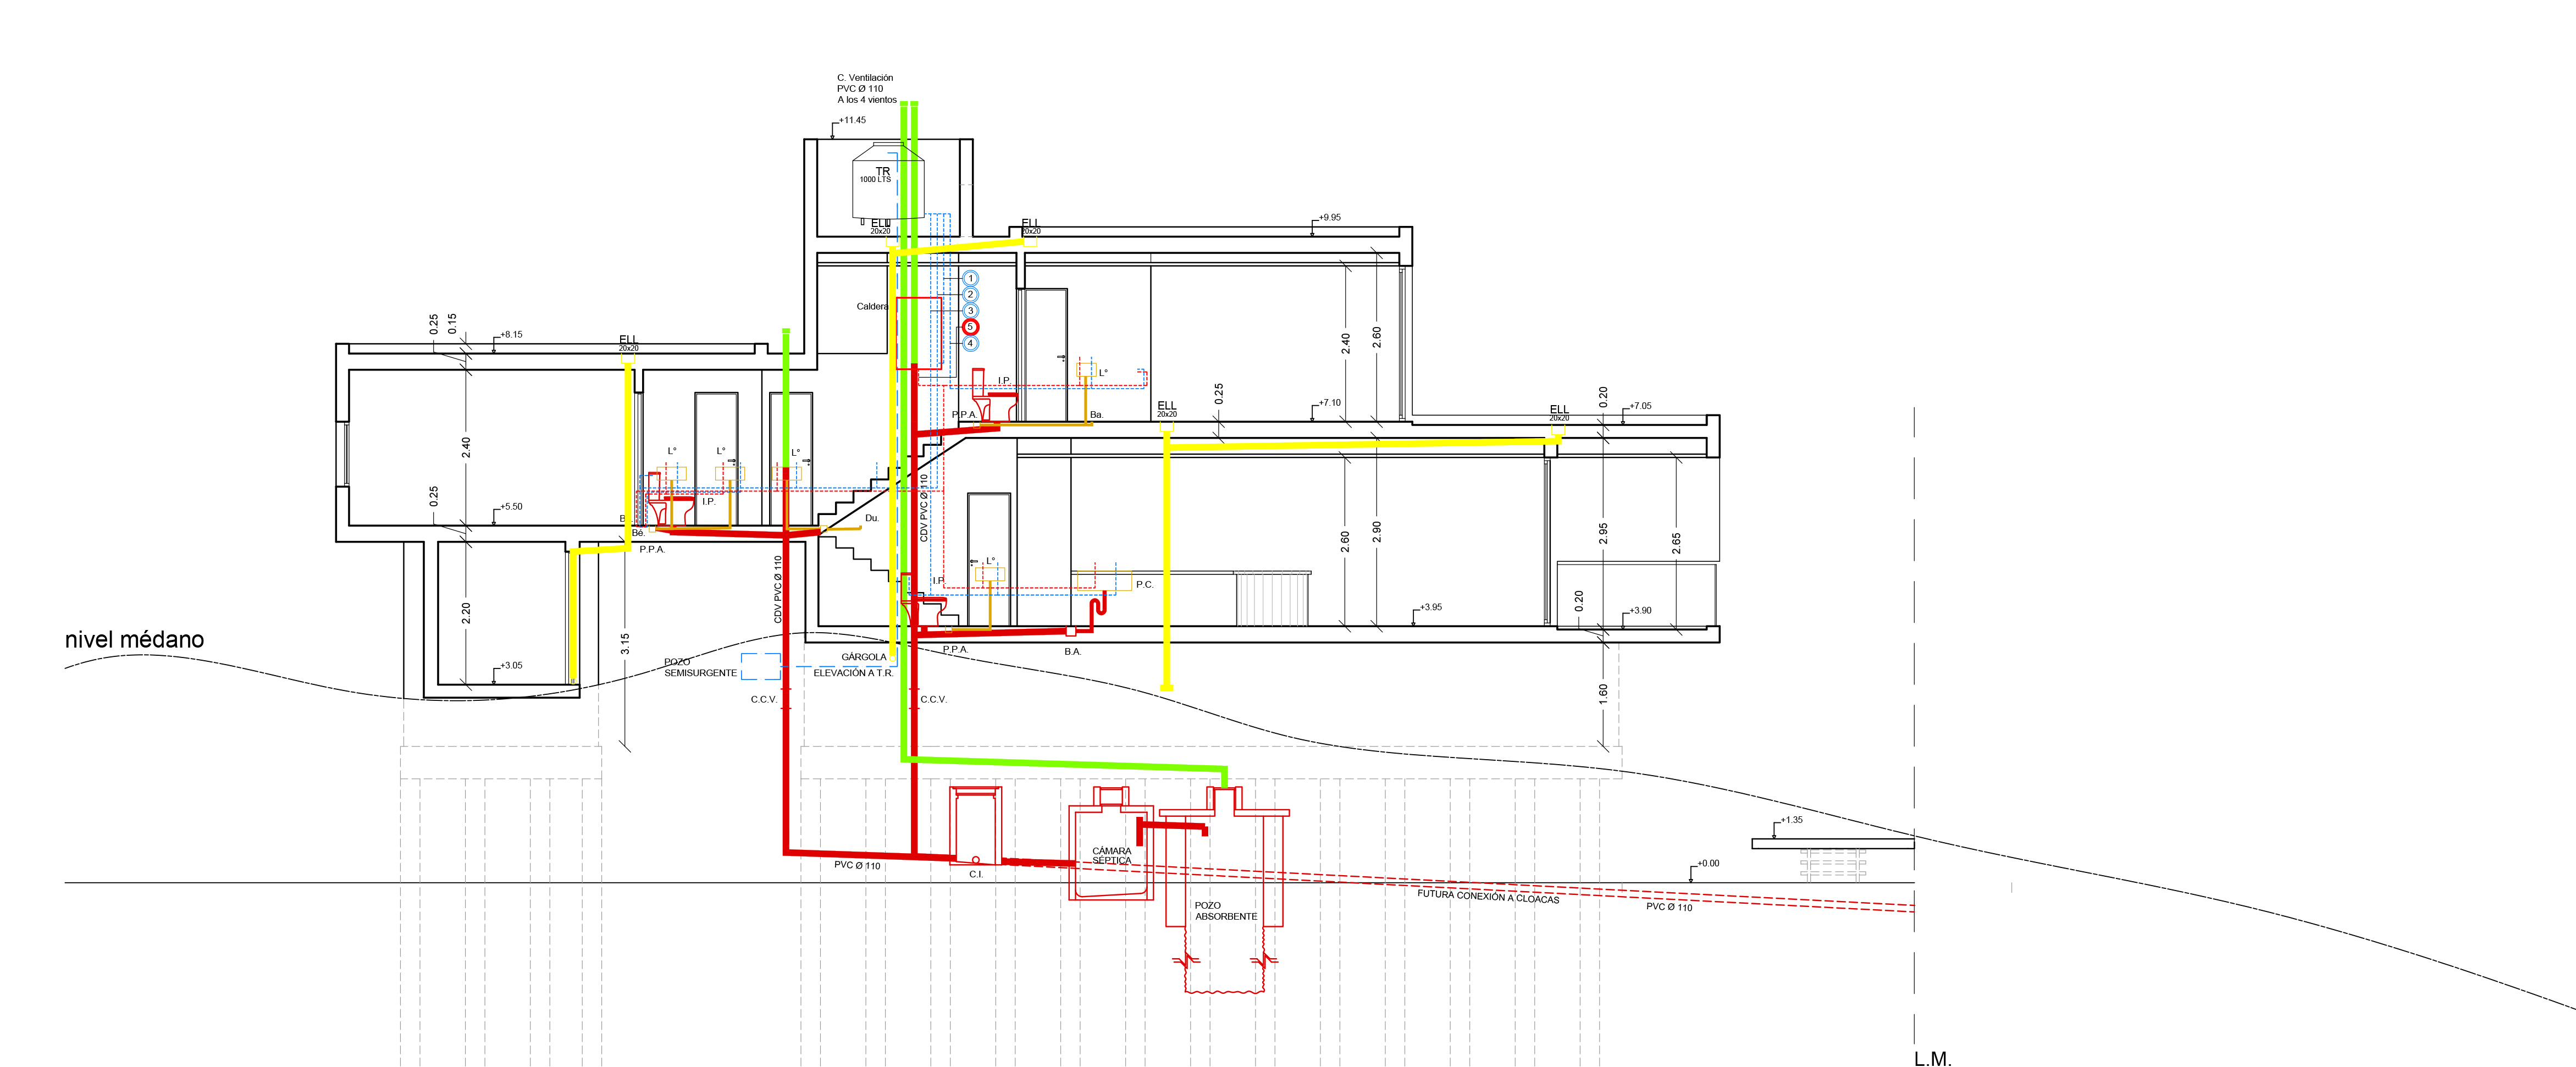 C. Ventilación
PVC Ø 110
A los 4 vientos
+11.45
TR
1000 LTS
ELL
20x20
ELL
20x20
+9.95
1
2
3
5
4
Caldera
0.25
0.15
+8.15
ELL
20x20
2.40
2.60
I.P.
L°
P.P.A.
Ba.
0.25
+7.10
ELL
20x20
ELL
20x20
0.20
+7.05
2.40
L°
L°
L°
I.P.
Du.
0.25
+5.50
Bé.
P.P.A.
CDV PVC Ø 110
CDV PVC Ø 110
2.60
2.90
2.95
2.65
L°
I.P.
P.C.
2.20
3.15
+3.95
0.20
+3.90
nivel médano
+3.05
POZO
SEMISURGENTE
GÁRGOLA
ELEVACIÓN A T.R.
P.P.A.
B.A.
C.C.V.
C.C.V.
1.60
+1.35
CÁMARA
SÉPTICA
PVC Ø 110
C.I.
+0.00
FUTURA CONEXIÓN A CLOACAS
PVC Ø 110
POZO
ABSORBENTE
L.M.